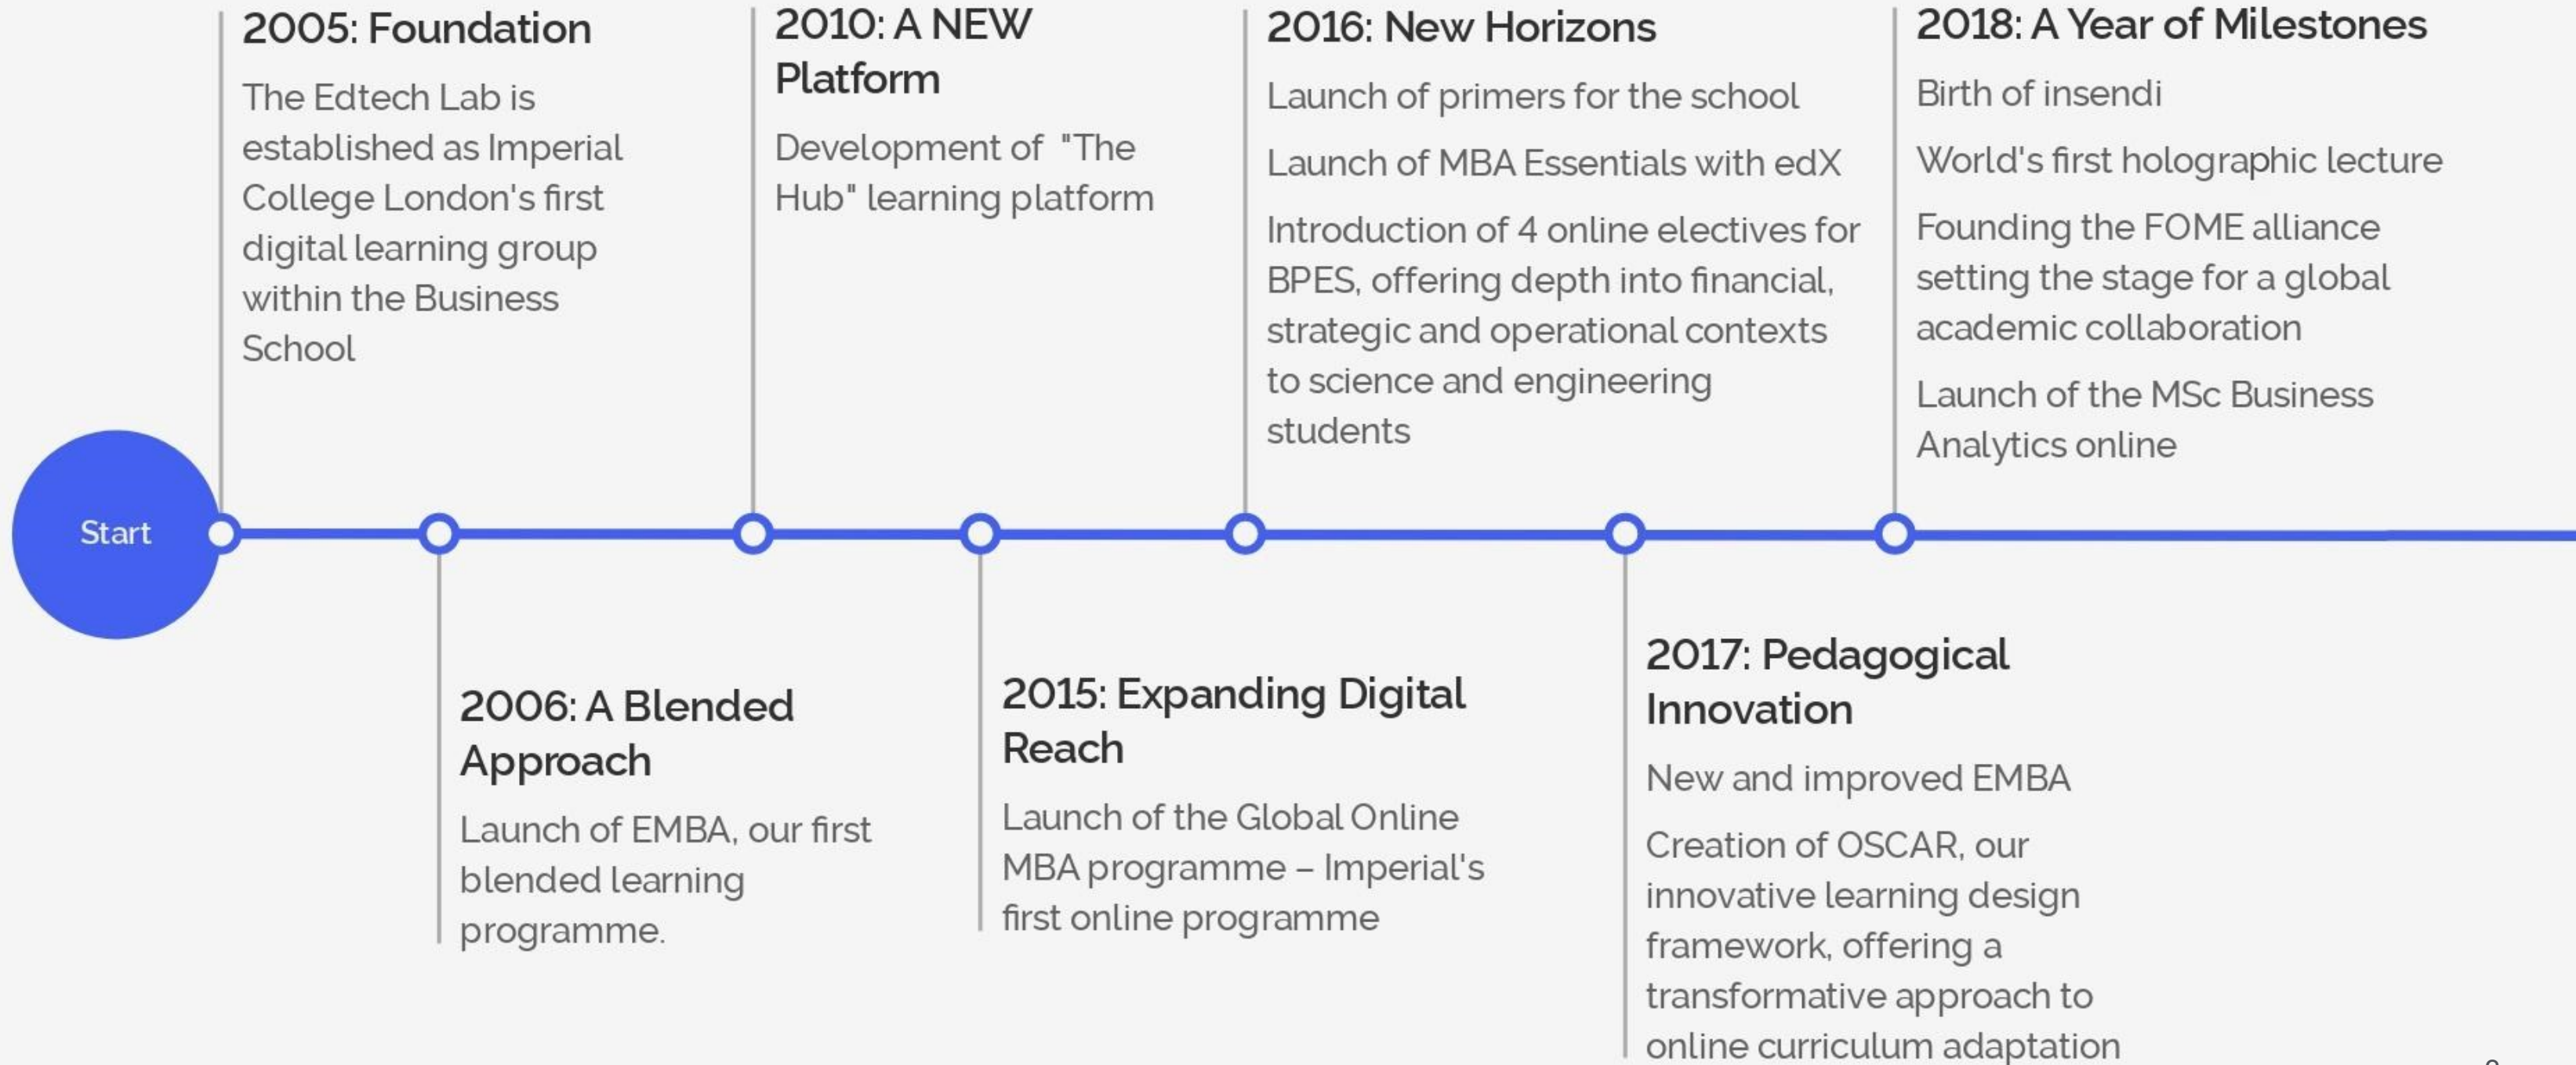 2005: Foundation
The Edtech Lab is
established as Imperial
College London's first
digital learning group
within the Business
School
2010: A NEW
Platform
Development of "The
Hub" learning platform
2016: New Horizons
Launch of primers for the school
Launch of MBA Essentials with edX
Introduction of 4 online electives for
BPES, offering depth into financial,
strategic and operational contexts
to science and engineering
students
2018: A Year of Milestones
Birth of insendi
World's first holographic lecture
Founding the FOME alliance
setting the stage for a global
academic collaboration
Launch of the MSc Business
Analytics online
Start
2006: A Blended
Approach
Launch of EMBA, our first
blended learning
programme.
2015: Expanding Digital
Reach
Launch of the Global Online
MBA programme – Imperial's
first online programme
2017: Pedagogical
Innovation
New and improved EMBA
Creation of OSCAR, our
innovative learning design
framework, offering a
transformative approach to
online curriculum adaptation